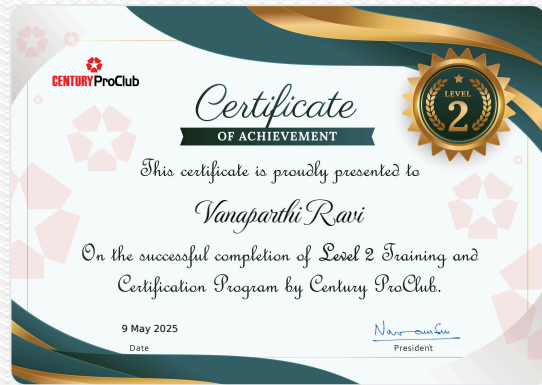 CENTURY ProClub
Certificate
OF ACHIEVEMENT
LEVEL
2
This certificate is proudly presented to
Vanaparthi Ravi
On the successful completion of Level 2 Training and
Certification Program by Century ProClub.
9 May 2025
Date
President